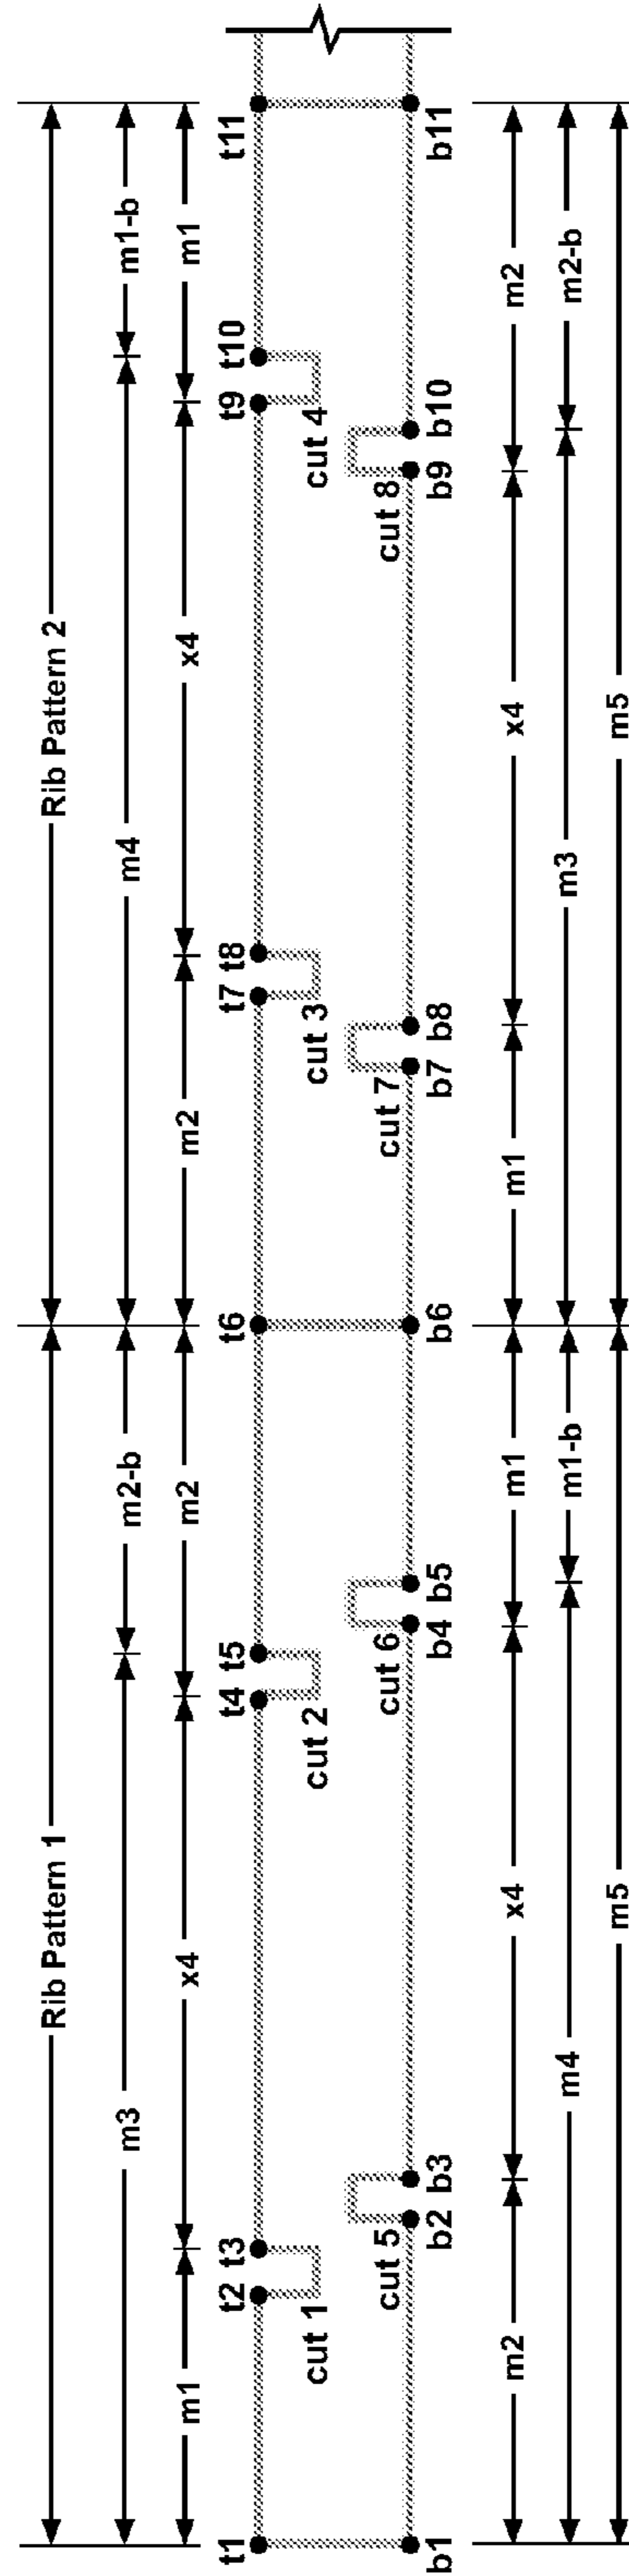 Rib Pattern 1 Rib Pattern 2
m3 m2-b m4 m1-b
m1 x4 m2 m2 x4 m1
t1 t2 t3 t4 t5 t6 t7 t8 t9 t10 t11
cut 1 cut 2 cut 3 cut 4
cut 5 cut 6 cut 7 cut 8
b1 b2 b3 b4 b5 b6 b7 b8 b9 b10 b11
m2 x4 m1 m1 x4 m2
m4 m1-b m3 m2-b
m5 m5